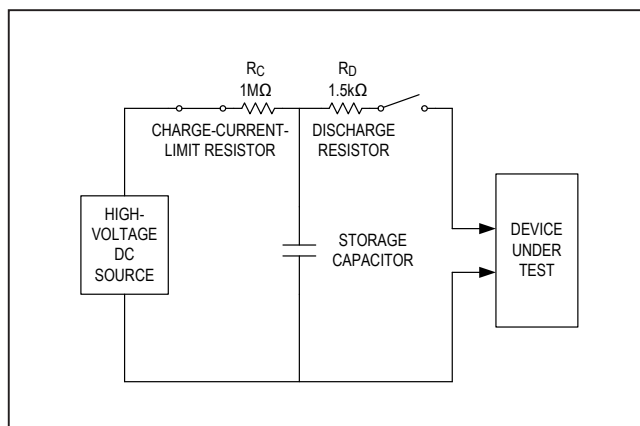 RC
1MΩ
CHARGE-CURRENT-
LIMIT RESISTOR
RD
1.5kΩ
DISCHARGE
RESISTOR
HIGH-
VOLTAGE
DC
SOURCE
STORAGE
CAPACITOR
DEVICE
UNDER
TEST